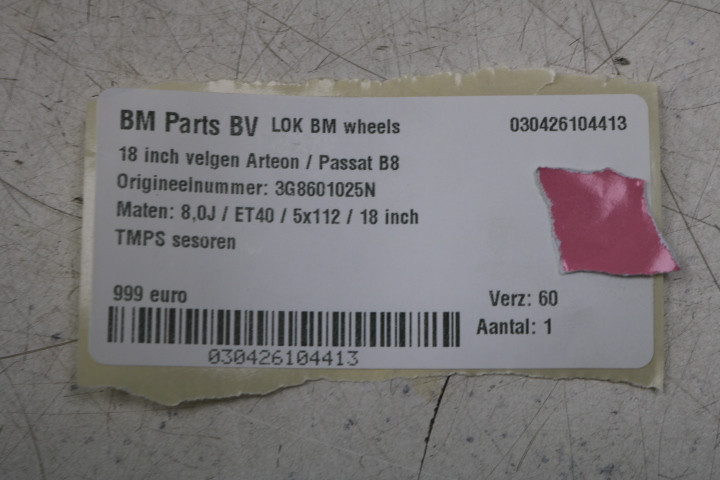 BM Parts BV LOK BM wheels 030426104413
18 inch velgen Arteon / Passat B8
Origineelnummer: 3G8601025N
Maten: 8,0J / ET40 / 5x112 / 18 inch
TMPS sesoren
999 euro Verz: 60
Aantal: 1
030426104413